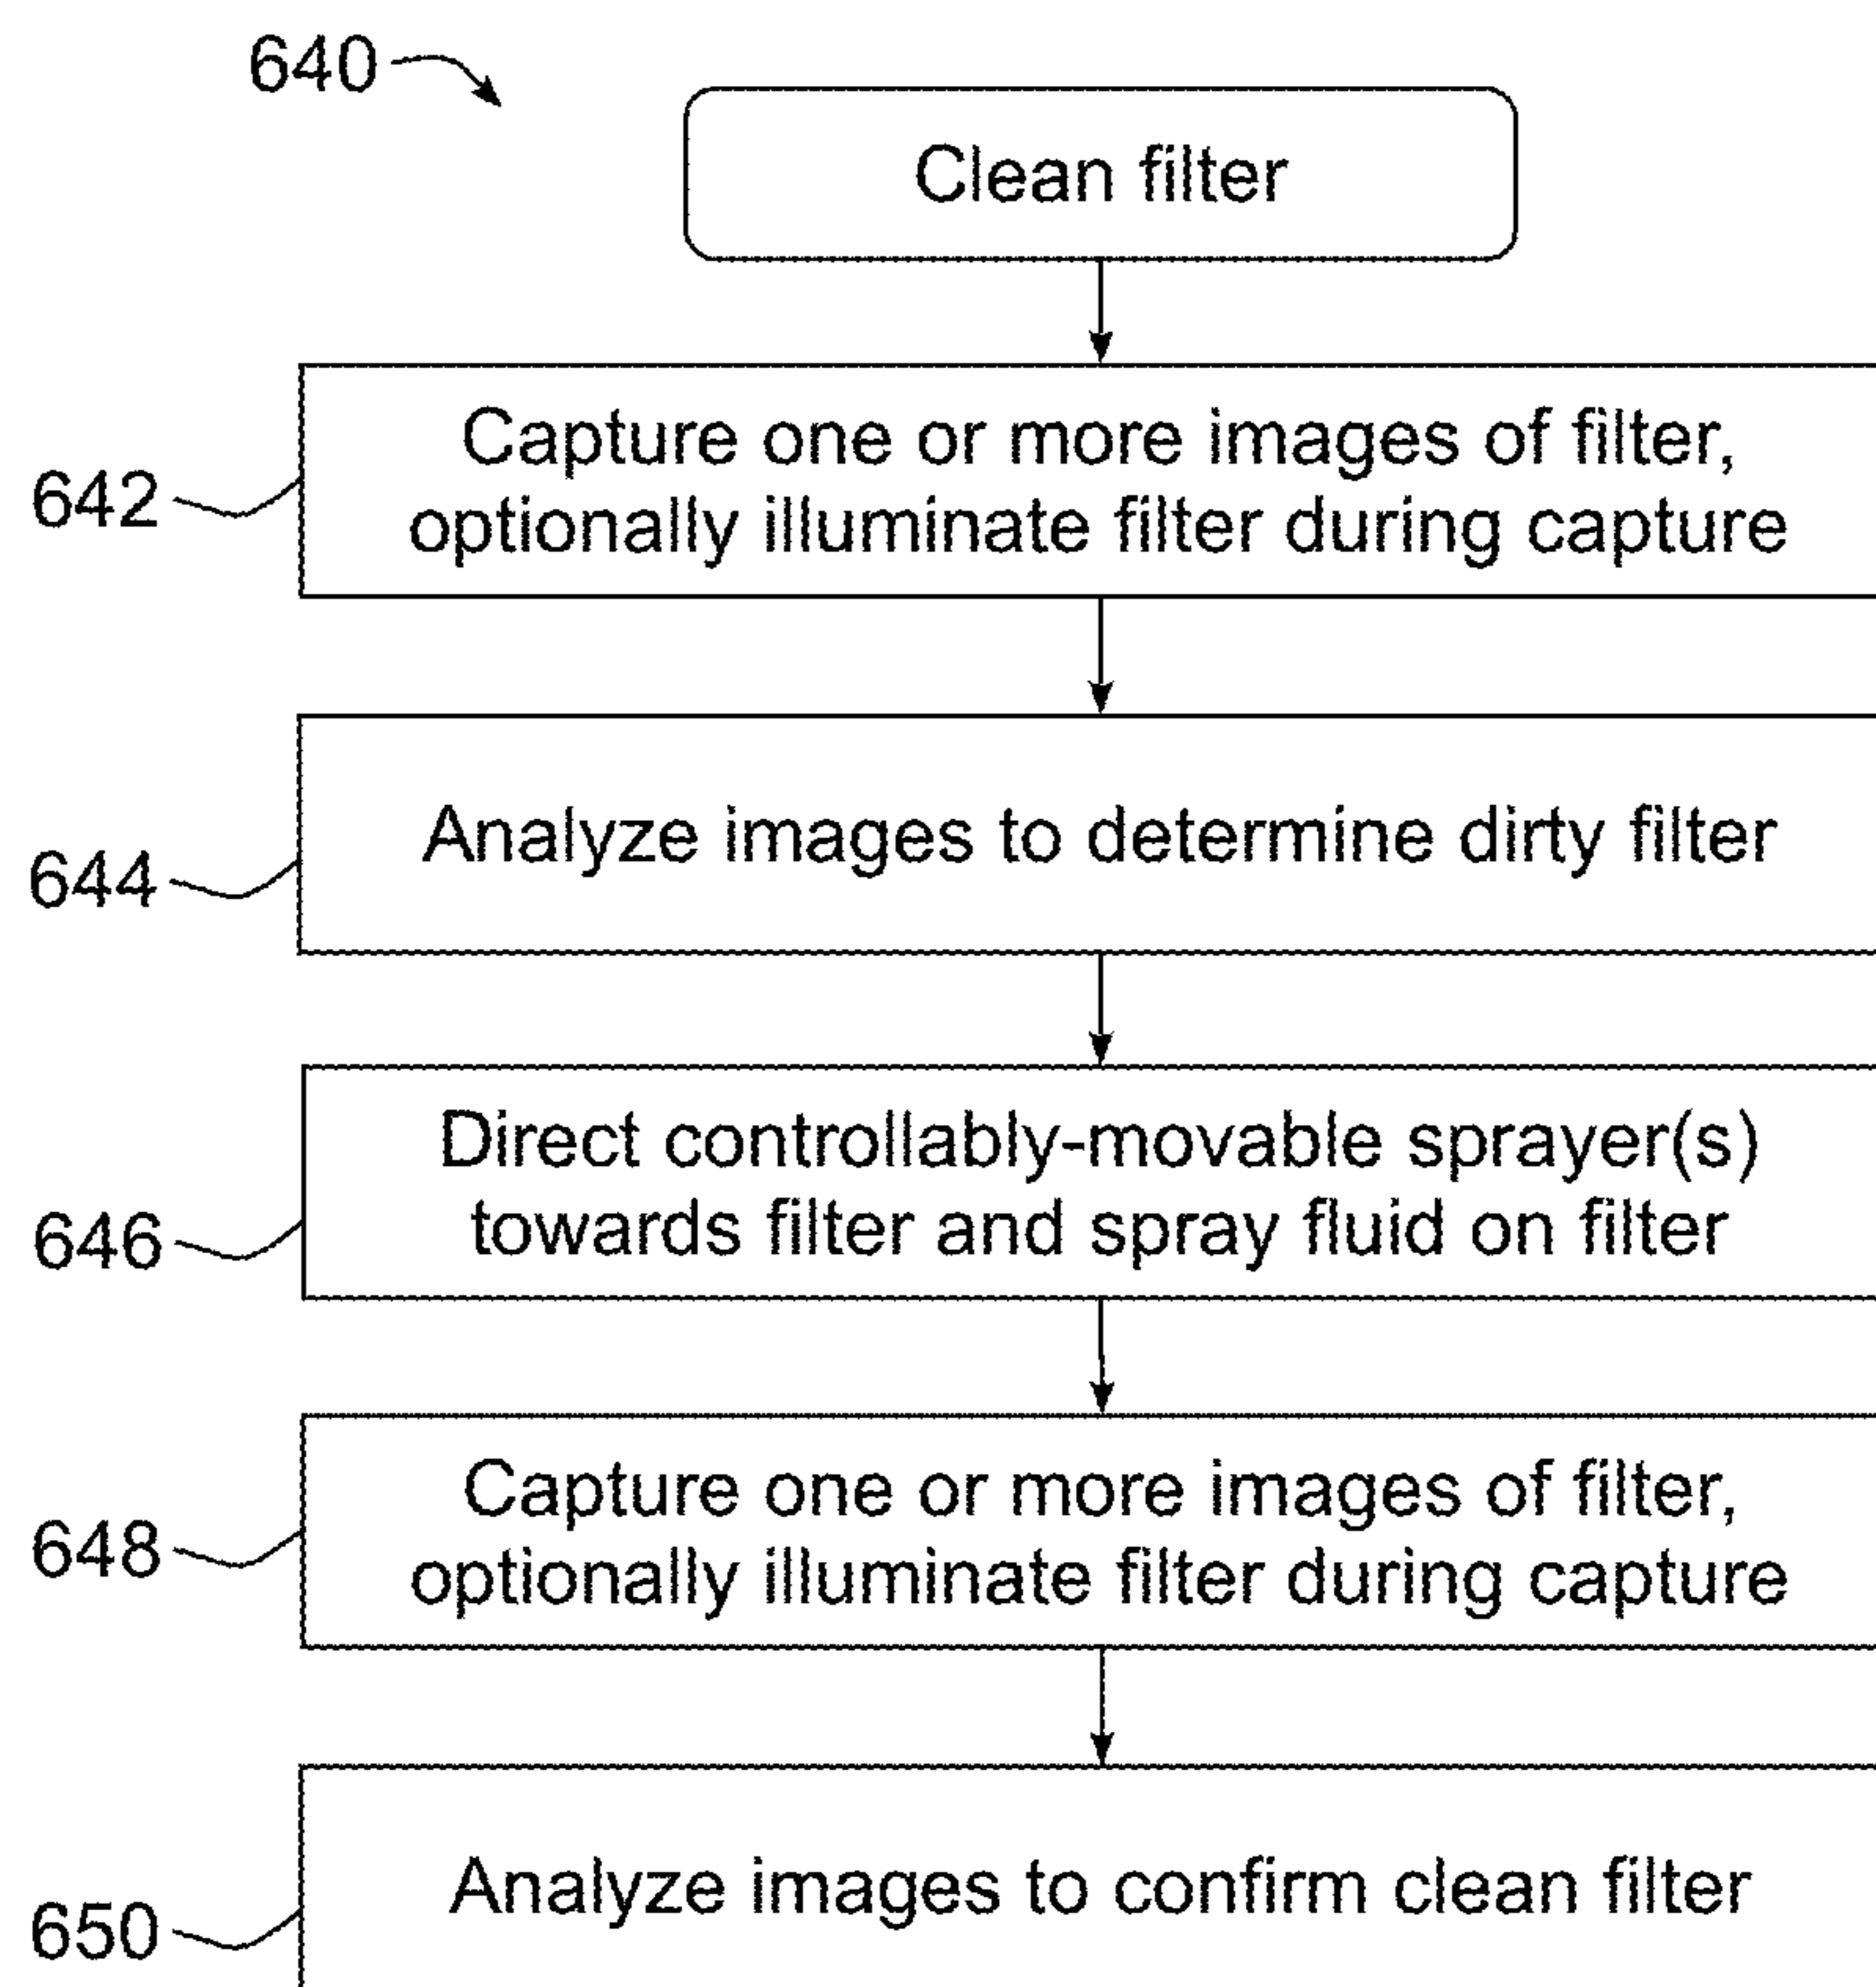 640
Clean filter
Capture one or more images of filter,
optionally illuminate filter during capture
642
Analyze images to determine dirty filter
644
Direct controllably-movable sprayer(s)
towards filter and spray fluid on filter
646
Capture one or more images of filter,
optionally illuminate filter during capture
648
Analyze images to confirm clean filter
650